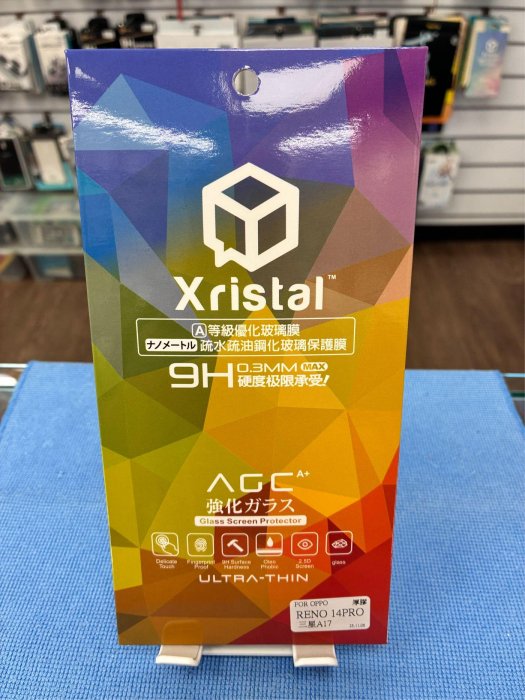 Xristal™
A等級優化玻璃膜
ナノメートル 疏水疏油鋼化玻璃保護膜
9H 0.3MM MAX
硬度极限承受!
AGC A+
強化ガラス
Glass Screen Protector
Delicate Touch
Fingerprint Proof
9H Surface Hardness
Oleo Phobic
2.5D Screen
glass
ULTRA-THIN
FOR OPPO 厚膠
RENO 14PRO
三星A17